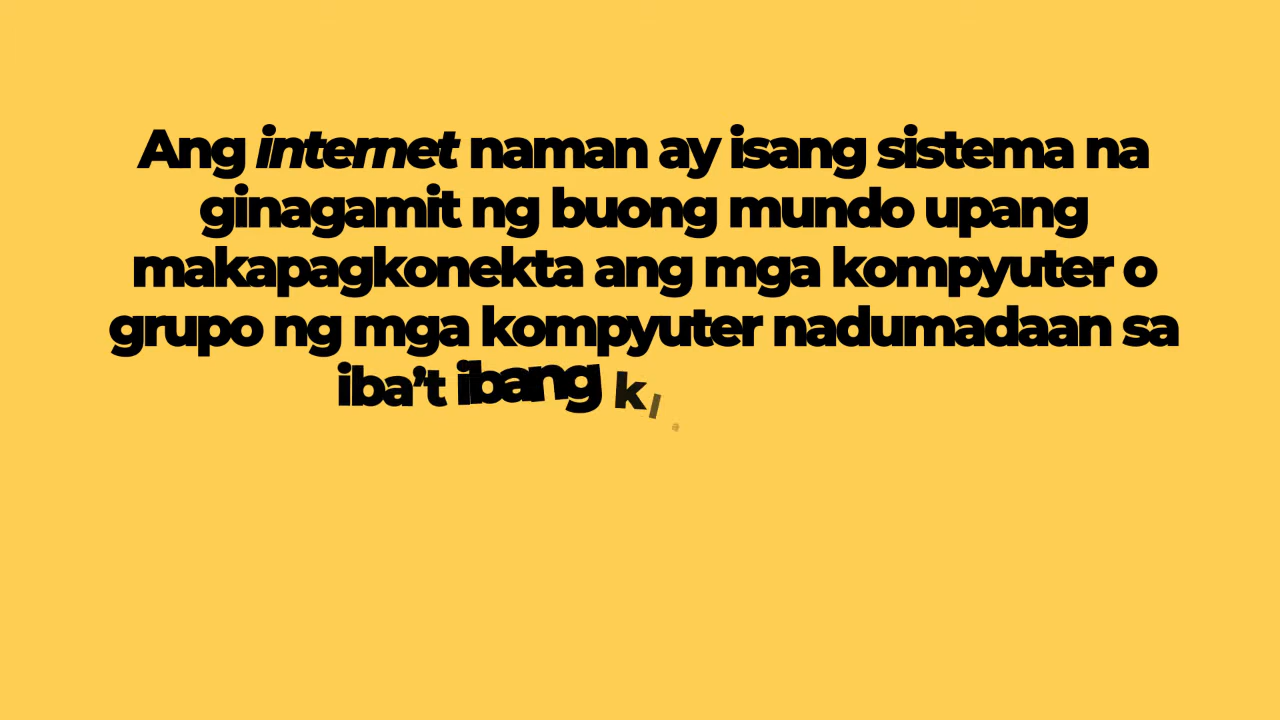 Ang internet naman ay isang sistema na
ginagamit ng buong mundo upang
makapagkonekta ang mga kompyuter o
grupo ng mga kompyuter nadumadaan sa
iba’t ibang